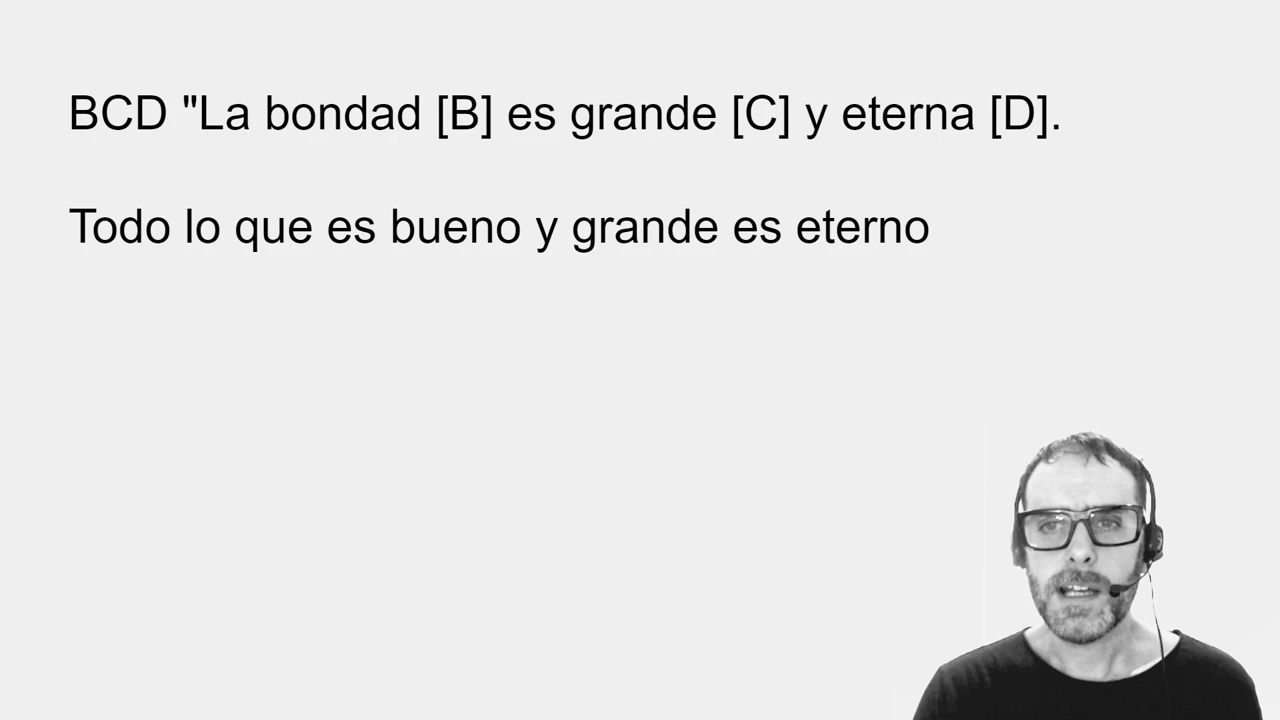 BCD "La bondad [B] es grande [C] y eterna [D].
Todo lo que es bueno y grande es eterno